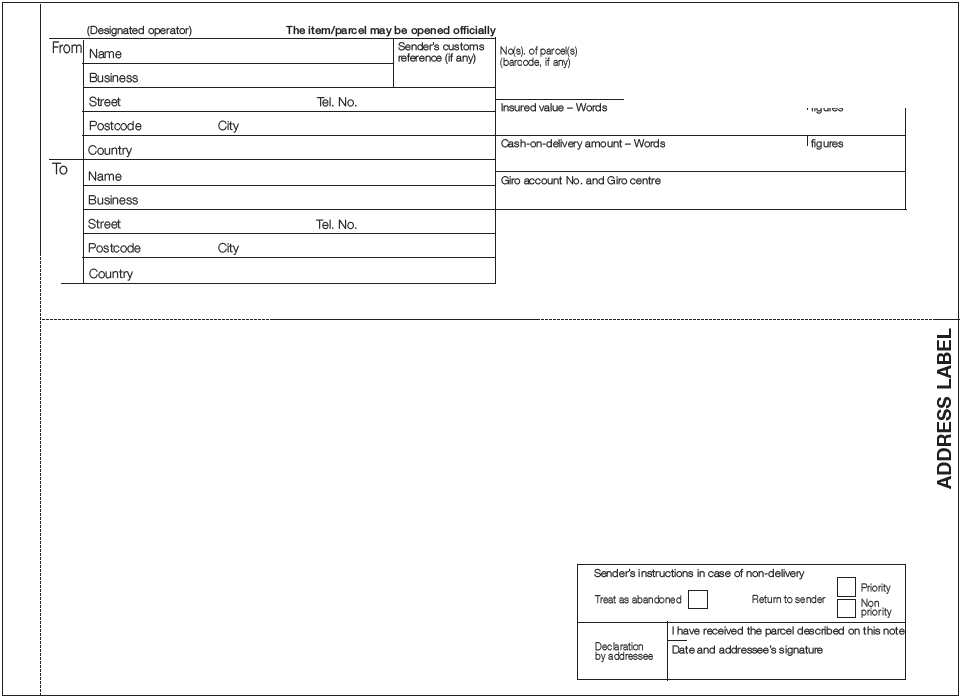 (Designated operator) The item/parcel may be opened officially
From
Name
Sender's customs
reference (if any)
No(s). of parcel(s)
(barcode, if any)
Business
Street Tel. No.
Insured value – Words figures
Postcode City
Cash-on-delivery amount – Words figures
Country
To
Name
Giro account No. and Giro centre
Business
Street Tel. No.
Postcode City
Country
ADDRESS LABEL
Sender's instructions in case of non-delivery
Treat as abandoned Return to sender
Priority
Non
priority
Declaration
by addressee
I have received the parcel described on this note
Date and addressee's signature